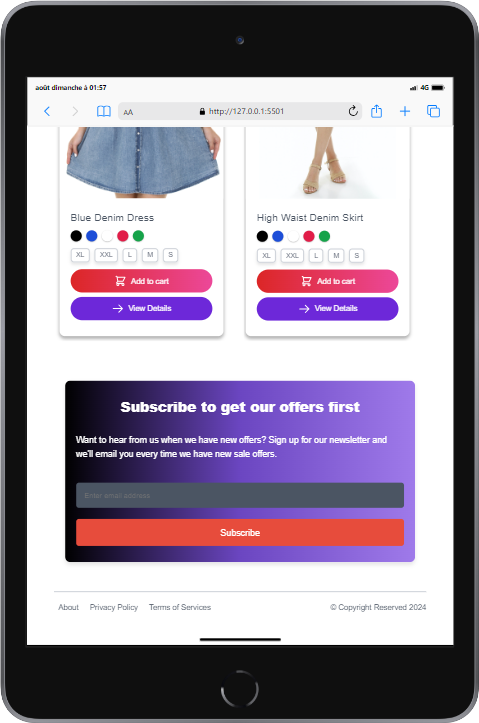 août dimanche à 01:57
4G
AA
http://127.0.0.1:5501
Blue Denim Dress
XL XXL L M S
Add to cart
View Details
High Waist Denim Skirt
XL XXL L M S
Add to cart
View Details
Subscribe to get our offers first
Want to hear from us when we have new offers? Sign up for our newsletter and
we'll email you every time we have new sale offers.
Enter email address
Subscribe
About Privacy Policy Terms of Services © Copyright Reserved 2024